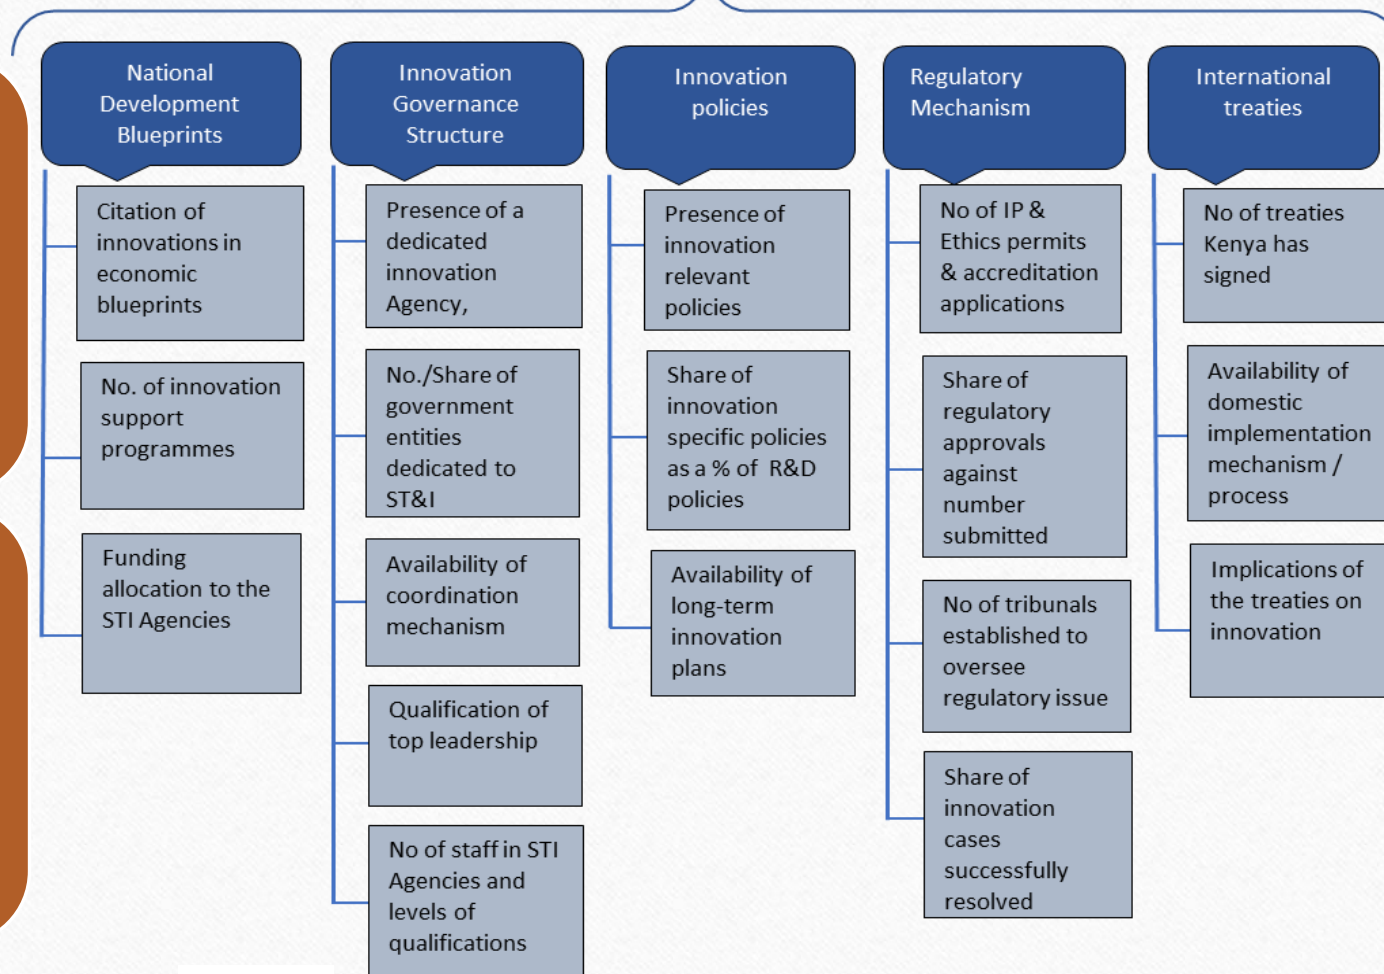 National
Development
Blueprints
Citation of
innovations in
economic
blueprints
No. of innovation
support
programmes
Funding
allocation to the
STI Agencies
Innovation
Governance
Structure
Presence of a
dedicated
innovation
Agency,
No./Share of
government
entities
dedicated to
ST&I
Availability of
coordination
mechanism
Qualification of
top leadership
No of staff in STI
Agencies and
levels of
qualifications
Innovation
policies
Presence of
innovation
relevant
policies
Share of
innovation
specific policies
as a % of R&D
policies
Availability of
long-term
innovation
plans
Regulatory
Mechanism
No of IP &
Ethics permits
& accreditation
applications
Share of
regulatory
approvals
against
number
submitted
No of tribunals
established to
oversee
regulatory issue
Share of
innovation
cases
successfully
resolved
International
treaties
No of treaties
Kenya has
signed
Availability of
domestic
implementation
mechanism /
process
Implications of
the treaties on
innovation